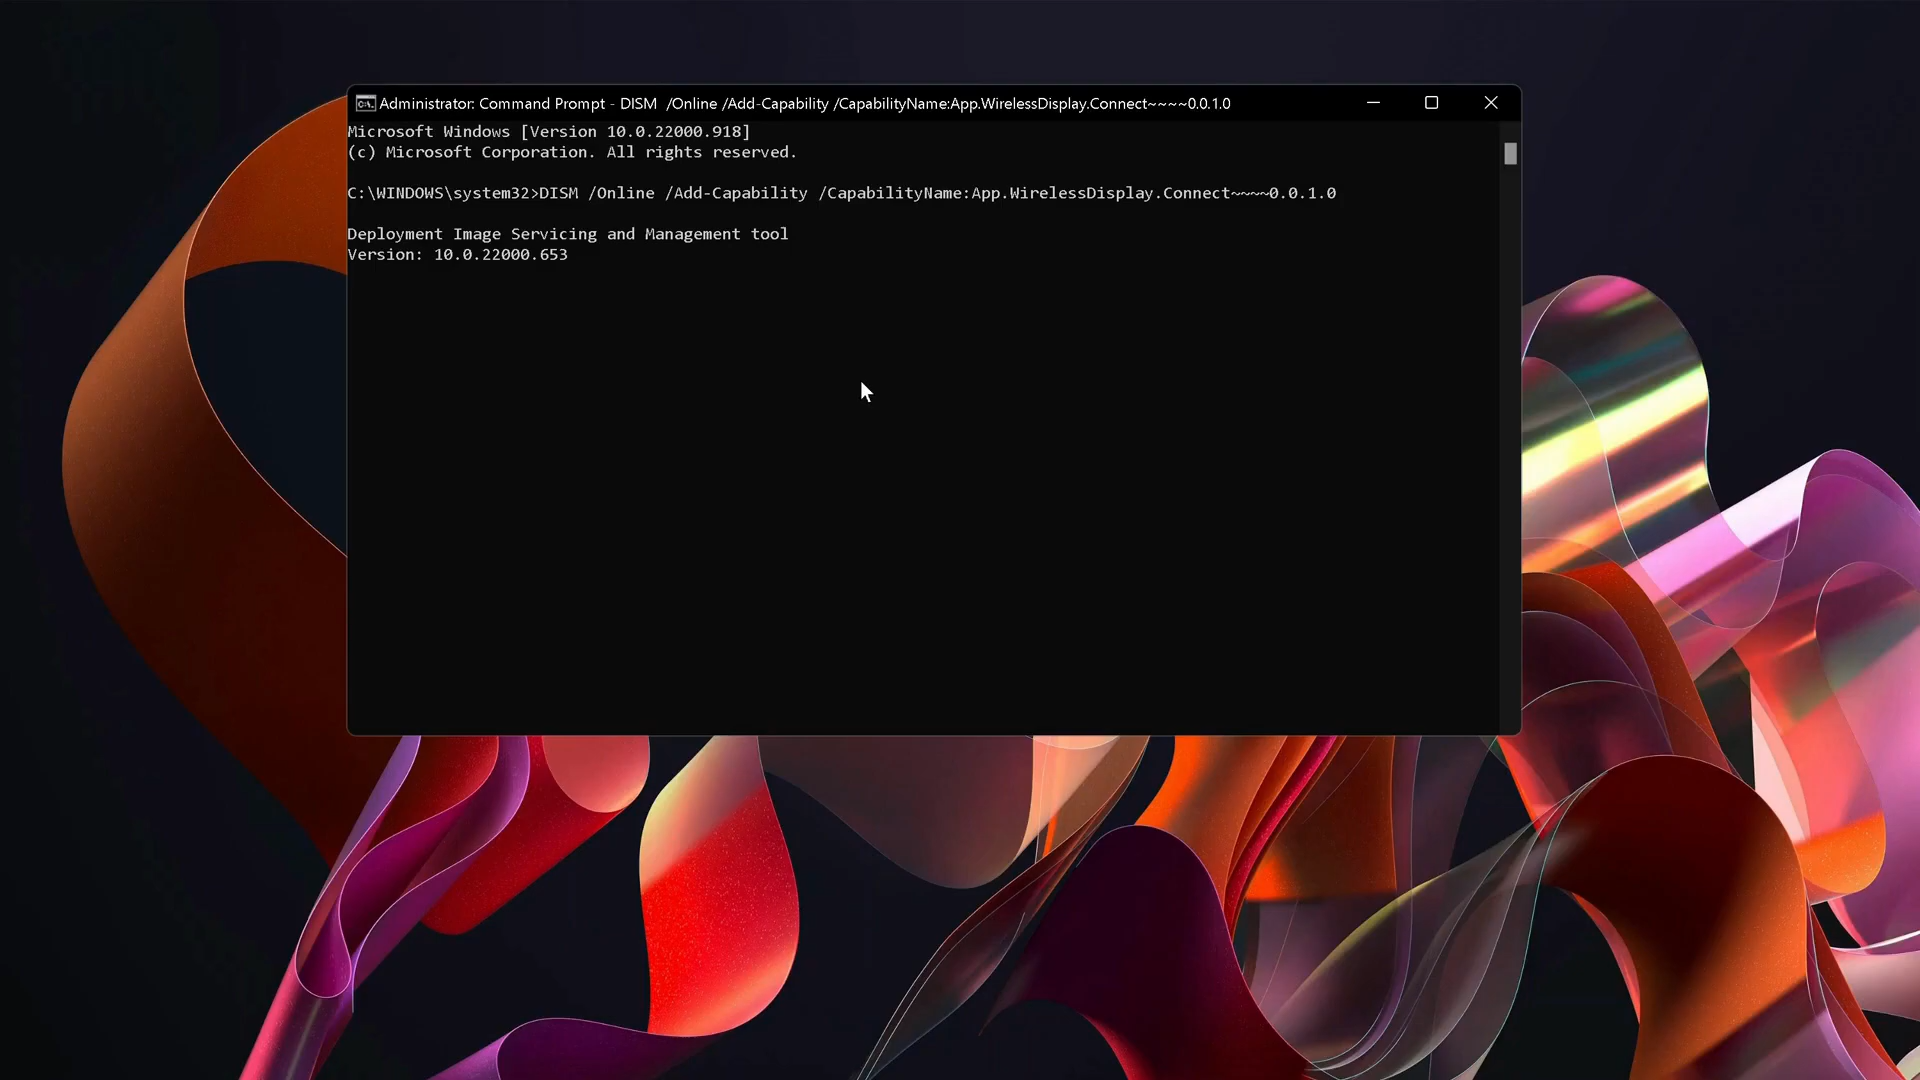 Administrator: Command Prompt - DISM  /Online /Add-Capability /CapabilityName:App.WirelessDisplay.Connect~~~~0.0.1.0
Microsoft Windows [Version 10.0.22000.918]
(c) Microsoft Corporation. All rights reserved.
C:\WINDOWS\system32>DISM /Online /Add-Capability /CapabilityName:App.WirelessDisplay.Connect~~~~0.0.1.0
Deployment Image Servicing and Management tool
Version: 10.0.22000.653